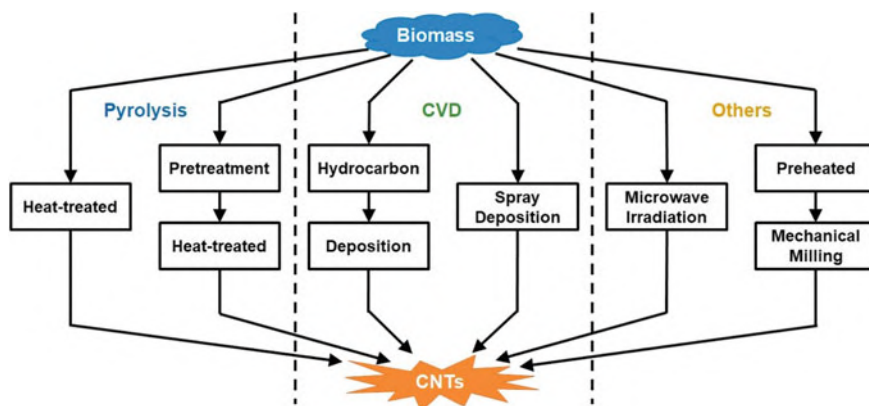 Biomass
Pyrolysis
CVD
Others
Pretreatment
Hydrocarbon
Preheated
Heat-treated
Spray
Deposition
Microwave
Irradiation
Heat-treated
Deposition
Mechanical
Milling
CNTs